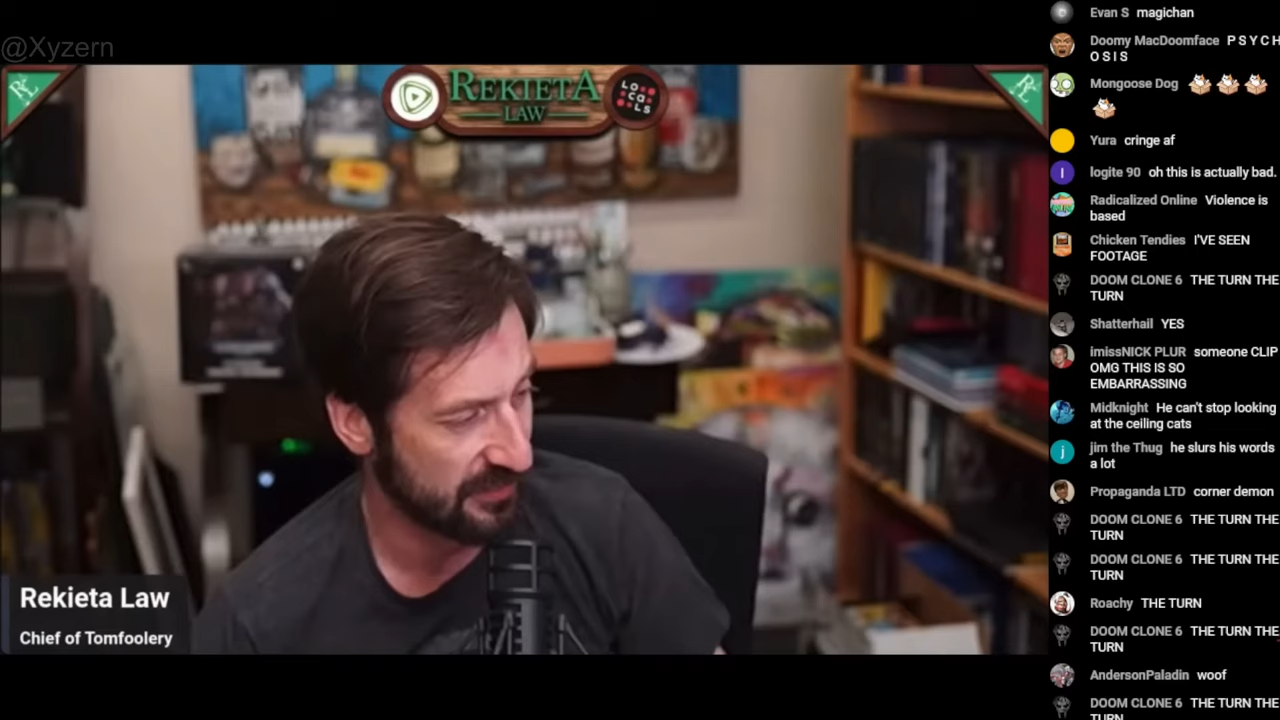 @Xyzern
REKIETA
LAW
LO
CA
LS
Rekieta Law
Chief of Tomfoolery
Evan S magichan
Doomy MacDoomface P S Y C H
O S I S
Mongoose Dog
Yura cringe af
I
logite 90 oh this is actually bad.
Radicalized Online Violence is
based
Chicken Tendies I'VE SEEN
FOOTAGE
DOOM CLONE 6 THE TURN THE
TURN
Shatterhail YES
imissNICK PLUR someone CLIP
OMG THIS IS SO
EMBARRASSING
Midknight He can't stop looking
at the ceiling cats
j
jim the Thug he slurs his words
a lot
Propaganda LTD corner demon
DOOM CLONE 6 THE TURN THE
TURN
DOOM CLONE 6 THE TURN THE
TURN
Roachy THE TURN
DOOM CLONE 6 THE TURN THE
TURN
AndersonPaladin woof
DOOM CLONE 6 THE TURN THE
TURN